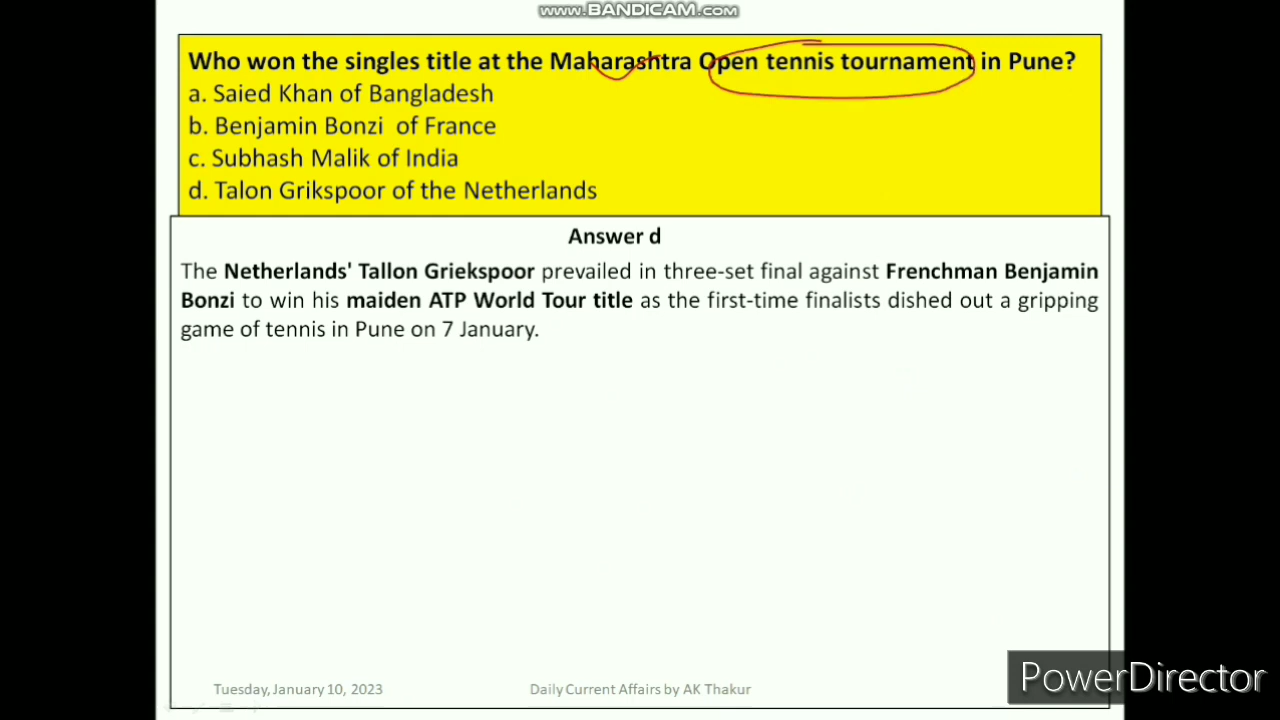 www.BANDICAM.com
Who won the singles title at the Maharashtra Open tennis tournament in Pune?
a. Saied Khan of Bangladesh
b. Benjamin Bonzi of France
c. Subhash Malik of India
d. Talon Grikspoor of the Netherlands
Answer d
The Netherlands' Tallon Griekspoor prevailed in three-set final against Frenchman Benjamin
Bonzi to win his maiden ATP World Tour title as the first-time finalists dished out a gripping
game of tennis in Pune on 7 January.
Tuesday, January 10, 2023
Daily Current Affairs by AK Thakur
PowerDirector